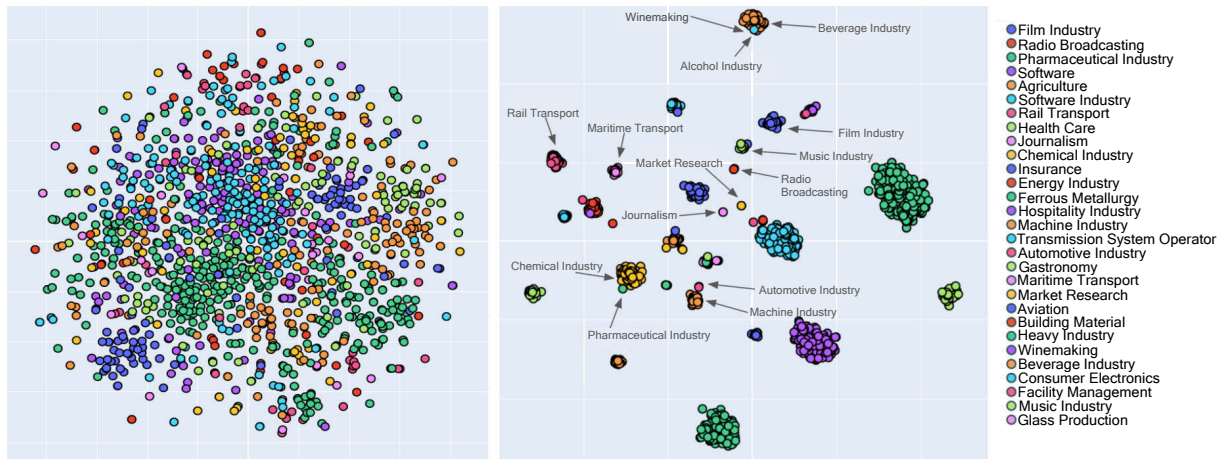 Winemaking
Beverage Industry
Alcohol Industry
Rail Transport
Maritime Transport
Film Industry
Market Research
Music Industry
Radio
Broadcasting
Journalism
Chemical Industry
Automotive Industry
Machine Industry
Pharmaceutical Industry
Film Industry
Radio Broadcasting
Pharmaceutical Industry
Software
Agriculture
Software Industry
Rail Transport
Health Care
Journalism
Chemical Industry
Insurance
Energy Industry
Ferrous Metallurgy
Hospitality Industry
Machine Industry
Transmission System Operator
Automotive Industry
Gastronomy
Maritime Transport
Market Research
Aviation
Building Material
Heavy Industry
Winemaking
Beverage Industry
Consumer Electronics
Facility Management
Music Industry
Glass Production